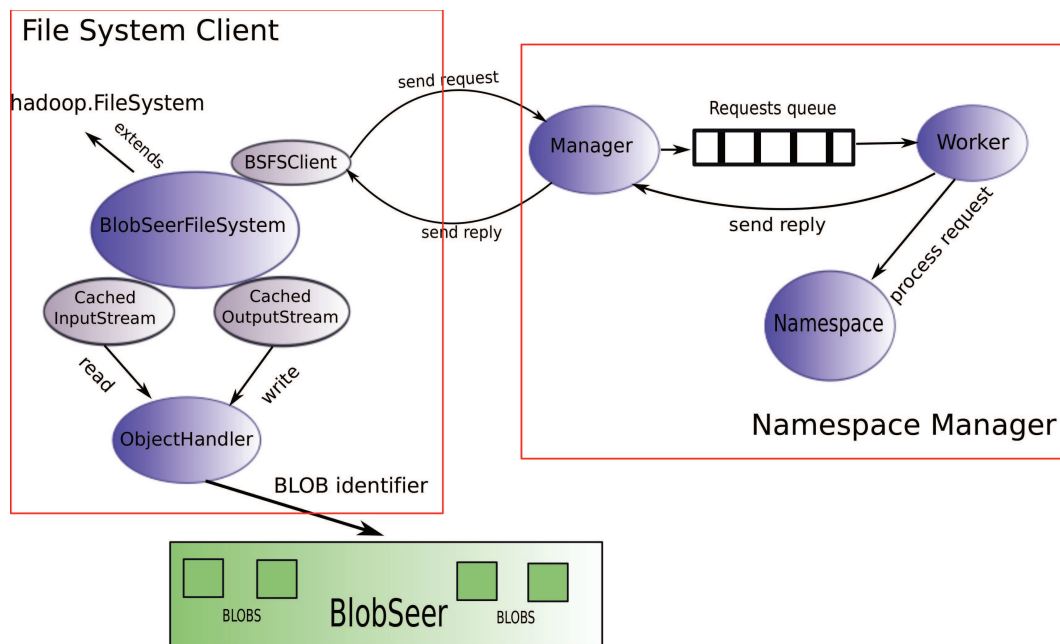 File System Client
hadoop.FileSystem
extends
BSFSClient
BlobSeerFileSystem
Cached
InputStream
Cached
OutputStream
read
write
ObjectHandler
BLOB identifier
send request
send reply
Manager
Requests queue
Worker
send reply
process request
Namespace
Namespace Manager
BLOBS
BlobSeer
BLOBS